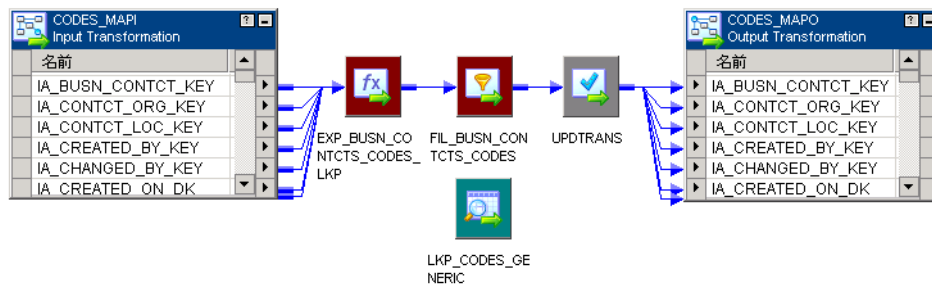 CODES_MAPI
Input Transformation
名前
IA_BUSN_CONTCT_KEY
IA_CONTCT_ORG_KEY
IA_CONTCT_LOC_KEY
IA_CREATED_BY_KEY
IA_CHANGED_BY_KEY
IA_CREATED_ON_DK
EXP_BUSN_CO
NTCTS_CODES_
LKP
FIL_BUSN_CON
TCTS_CODES
UPDTRANS
LKP_CODES_GE
NERIC
CODES_MAPO
Output Transformation
名前
IA_BUSN_CONTCT_KEY
IA_CONTCT_ORG_KEY
IA_CONTCT_LOC_KEY
IA_CREATED_BY_KEY
IA_CHANGED_BY_KEY
IA_CREATED_ON_DK